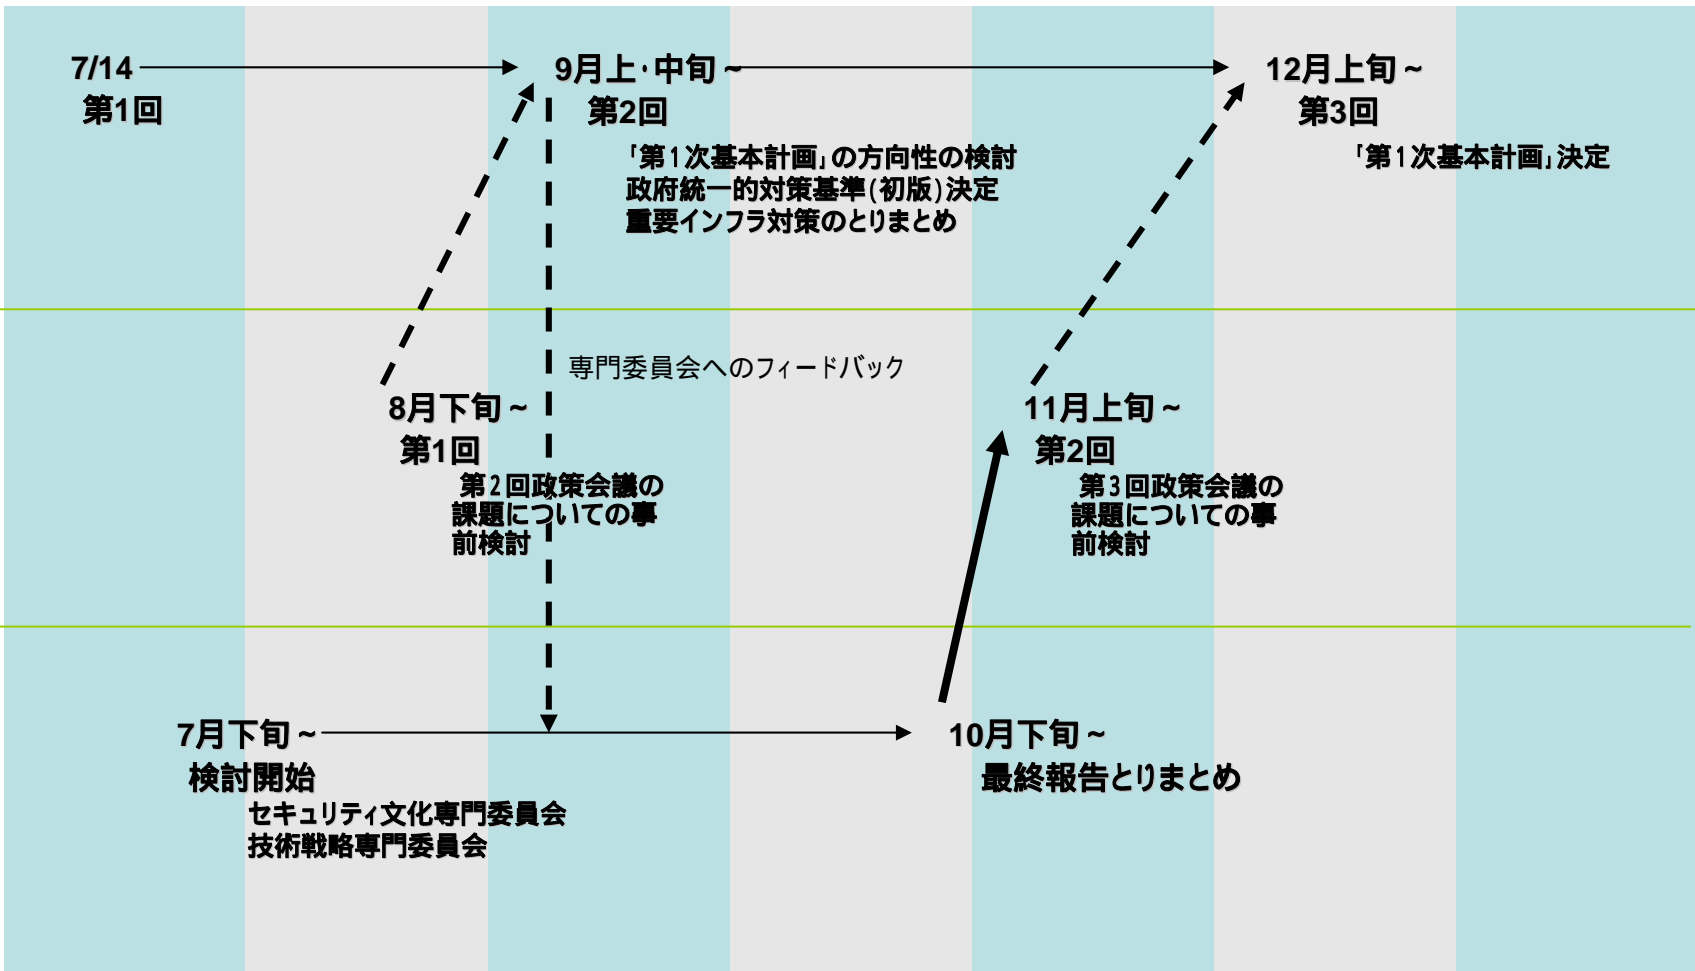 7/14
第1回
9月上・中旬～
第2回
「第1次基本計画」の方向性の検討
政府統一的対策基準(初版)決定
重要インフラ対策のとりまとめ
12月上旬～
第3回
「第1次基本計画」決定
専門委員会へのフィードバック
8月下旬～
第1回
第2回政策会議の
課題についての事
前検討
11月上旬～
第2回
第3回政策会議の
課題についての事
前検討
7月下旬～
検討開始
セキュリティ文化専門委員会
技術戦略専門委員会
10月下旬～
最終報告とりまとめ